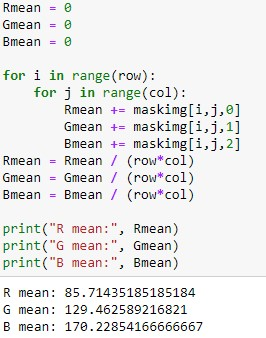 Rmean = 0
Gmean = 0
Bmean = 0

for i in range(row):
    for j in range(col):
        Rmean += maskimg[i,j,0]
        Gmean += maskimg[i,j,1]
        Bmean += maskimg[i,j,2]
Rmean = Rmean / (row*col)
Gmean = Gmean / (row*col)
Bmean = Bmean / (row*col)

print("R mean:", Rmean)
print("G mean:", Gmean)
print("B mean:", Bmean)

R mean: 85.71435185185184
G mean: 129.462589216821
B mean: 170.22854166666667